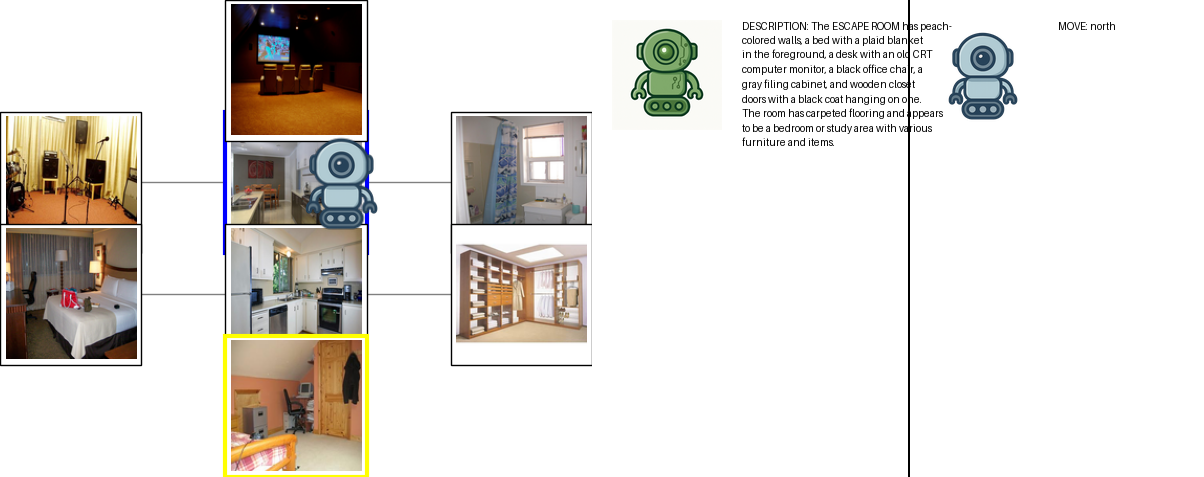 DESCRIPTION: The ESCAPE ROOM has peach-
colored walls, a bed with a plaid blanket
in the foreground, a desk with an old CRT
computer monitor, a black office chair, a
gray filing cabinet, and wooden closet
doors with a black coat hanging on one.
The room has carpeted flooring and appears
to be a bedroom or study area with various
furniture and items.
MOVE: north